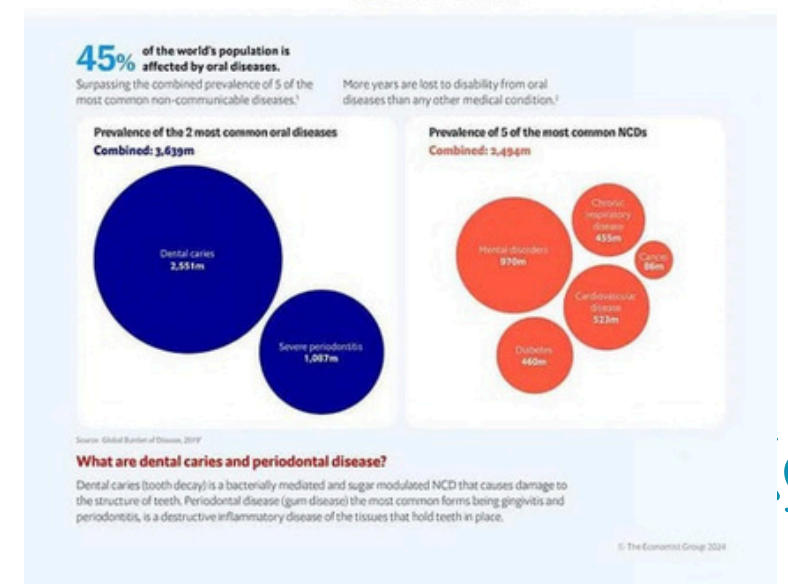 45% of the world's population is
affected by oral diseases.
Surpassing the combined prevalence of 5 of the
most common non-communicable diseases.¹
More years are lost to disability from oral
diseases than any other medical condition.²
Prevalence of the 2 most common oral diseases
Combined: 3,639m
Dental caries
2,551m
Severe periodontitis
1,087m
Prevalence of 5 of the most common NCDs
Combined: 2,494m
Mental disorders
970m
Chronic
respiratory
disease
455m
Cancer
86m
Cardiovascular
disease
523m
Diabetes
460m
Source: Global Burden of Disease, 2019
What are dental caries and periodontal disease?
Dental caries (tooth decay) is a bacterially mediated and sugar modulated NCD that causes damage to
the structure of teeth. Periodontal disease (gum disease) the most common forms being gingivitis and
periodontitis, is a destructive inflammatory disease of the tissues that hold teeth in place.
© The Economist Group 2024